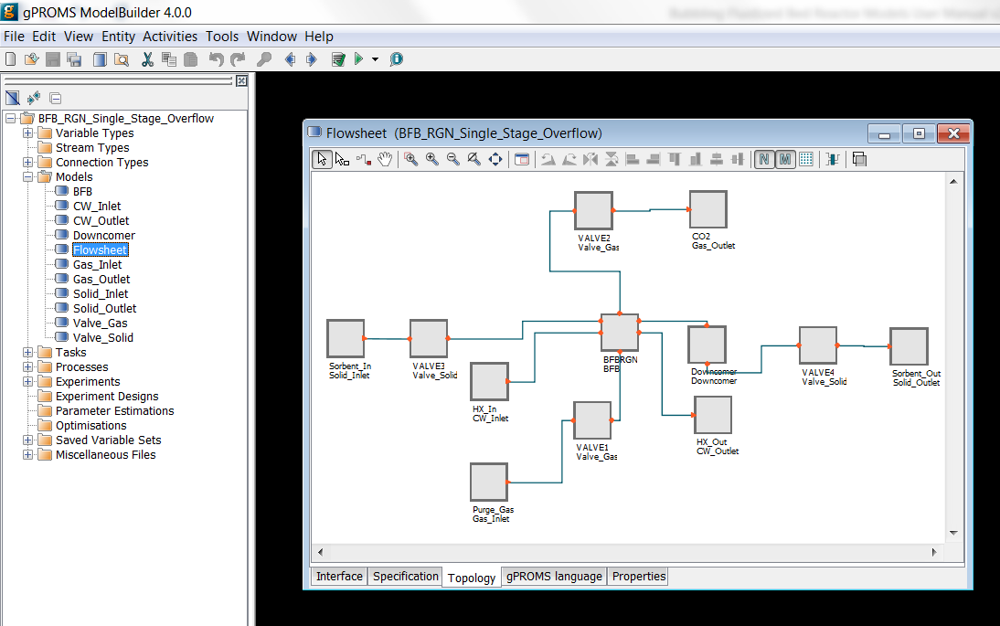 gPROMS ModelBuilder 4.0.0
File Edit View Entity Activities Tools Window Help
BFB_RGN_Single_Stage_Overflow
Variable Types
Stream Types
Connection Types
Models
BFB
CW_Inlet
CW_Outlet
Downcomer
Flowsheet
Gas_Inlet
Gas_Outlet
Solid_Inlet
Solid_Outlet
Valve_Gas
Valve_Solid
Tasks
Processes
Experiments
Experiment Designs
Parameter Estimations
Optimisations
Saved Variable Sets
Miscellaneous Files
Flowsheet (BFB_RGN_Single_Stage_Overflow)
N M
VALVE2
Valve_Gas
CO2
Gas_Outlet
Sorbent_In
Solid_Inlet
VALVE3
Valve_Solid
BFBRGN
BFB
Downcomer
Downcomer
VALVE4
Valve_Solid
Sorbent_Out
Solid_Outlet
HX_In
CW_Inlet
VALVE1
Valve_Gas
HX_Out
CW_Outlet
Purge_Gas
Gas_Inlet
Interface Specification Topology gPROMS language Properties